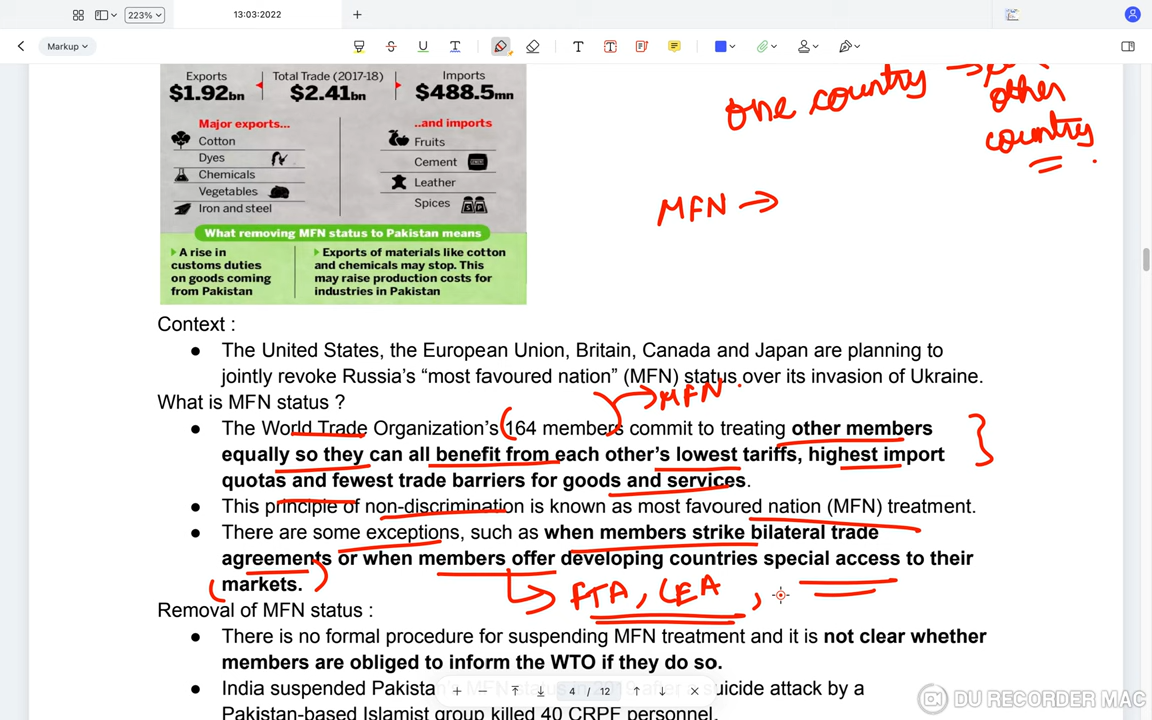 223%
13:03:2022
Markup
Exports
$1.92bn
Total Trade (2017-18)
$2.41bn
Imports
$488.5mn
Major exports...
Cotton
Dyes
Chemicals
Vegetables
Iron and steel
..and imports
Fruits
Cement
Leather
Spices
What removing MFN status to Pakistan means
A rise in
customs duties
on goods coming
from Pakistan
Exports of materials like cotton
and chemicals may stop. This
may raise production costs for
industries in Pakistan
one country
other
country
MFN →
Context :
● The United States, the European Union, Britain, Canada and Japan are planning to
jointly revoke Russia's “most favoured nation” (MFN) status over its invasion of Ukraine.
What is MFN status ?
MFN
● The World Trade Organization's 164 members commit to treating other members
equally so they can all benefit from each other's lowest tariffs, highest import
quotas and fewest trade barriers for goods and services.
● This principle of non-discrimination is known as most favoured nation (MFN) treatment.
● There are some exceptions, such as when members strike bilateral trade
agreements or when members offer developing countries special access to their
markets.
FTA,
Removal of MFN status :
● There is no formal procedure for suspending MFN treatment and it is not clear whether
members are obliged to inform the WTO if they do so.
● India suspended Pakistan's MFN status in 2019 after a suicide attack by a
Pakistan-based Islamist group killed 40 CRPF personnel.
4 / 12
DU RECORDER MAC